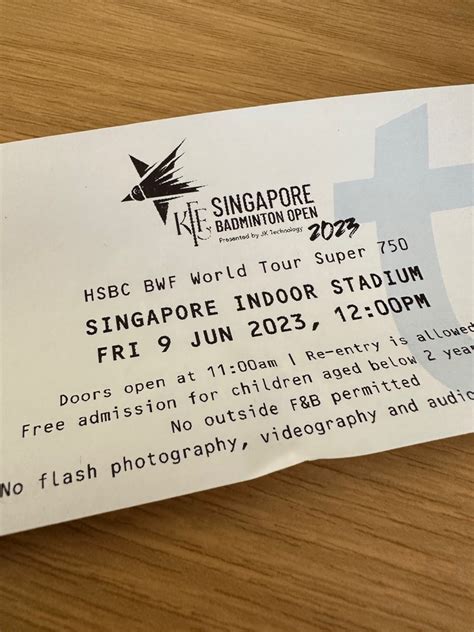 KFF
SINGAPORE
BADMINTON OPEN
Presented by JK Technology
2023
HSBC BWF World Tour Super 750
SINGAPORE INDOOR STADIUM
FRI 9 JUN 2023, 12:00PM
Doors open at 11:00am | Re-entry is allowed
Free admission for children aged below 2 year
No outside F&B permitted
No flash photography, videography and audio
t